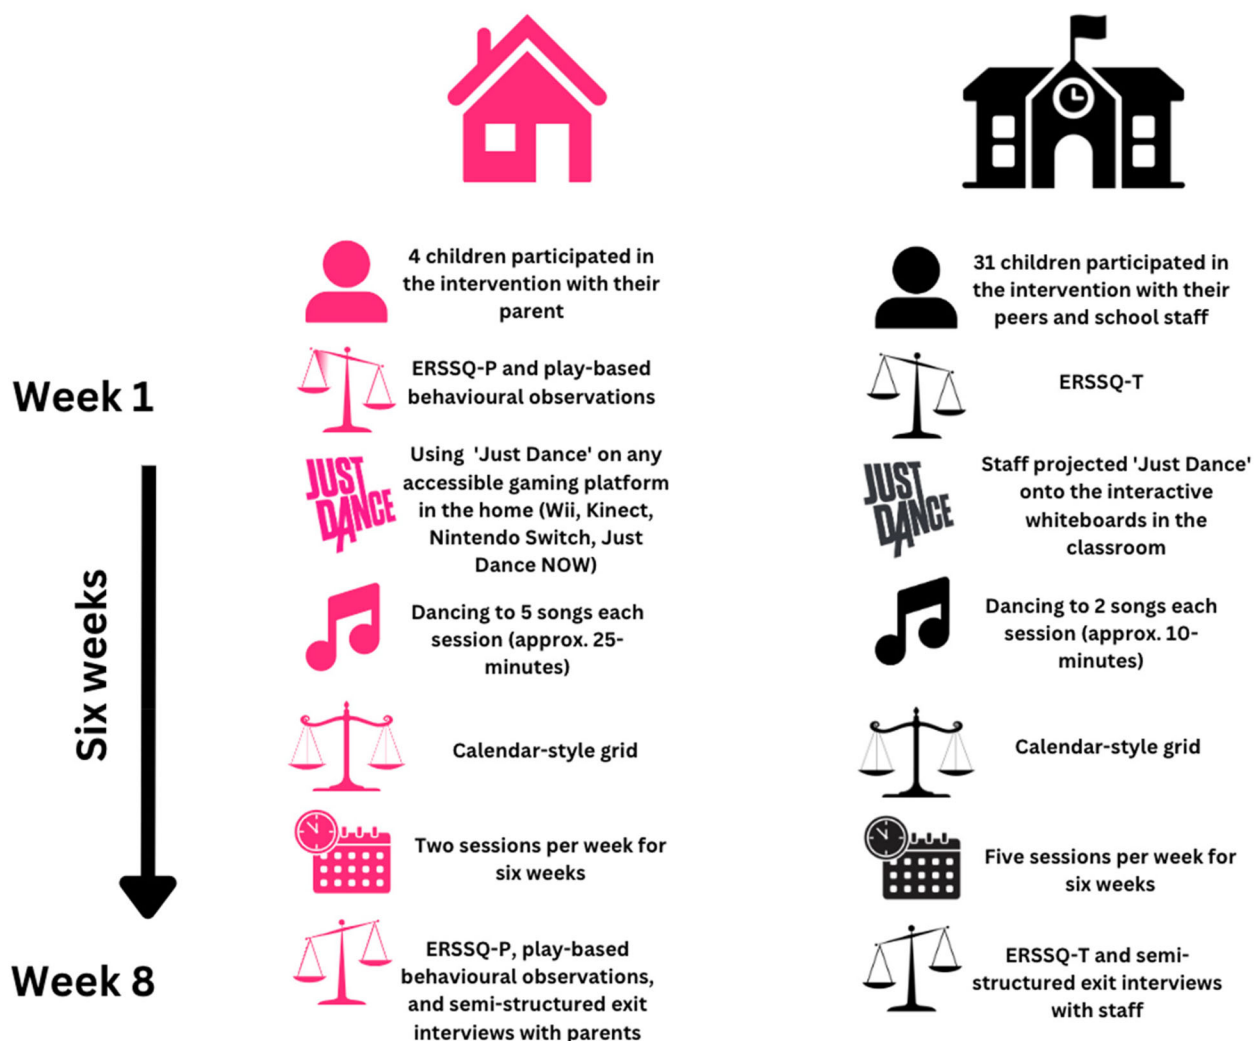 4 children participated in
the intervention with their
parent
31 children participated in
the intervention with their
peers and school staff
Week 1
ERSSQ-P and play-based
behavioural observations
ERSSQ-T
JUST
DANCE
Using 'Just Dance' on any
accessible gaming platform
in the home (Wii, Kinect,
Nintendo Switch, Just
Dance NOW)
JUST
DANCE
Staff projected 'Just Dance'
onto the interactive
whiteboards in the
classroom
Six weeks
Dancing to 5 songs each
session (approx. 25-
minutes)
Dancing to 2 songs each
session (approx. 10-
minutes)
Calendar-style grid
Calendar-style grid
Two sessions per week for
six weeks
Five sessions per week for
six weeks
Week 8
ERSSQ-P, play-based
behavioural observations,
and semi-structured exit
interviews with parents
ERSSQ-T and semi-
structured exit interviews
with staff